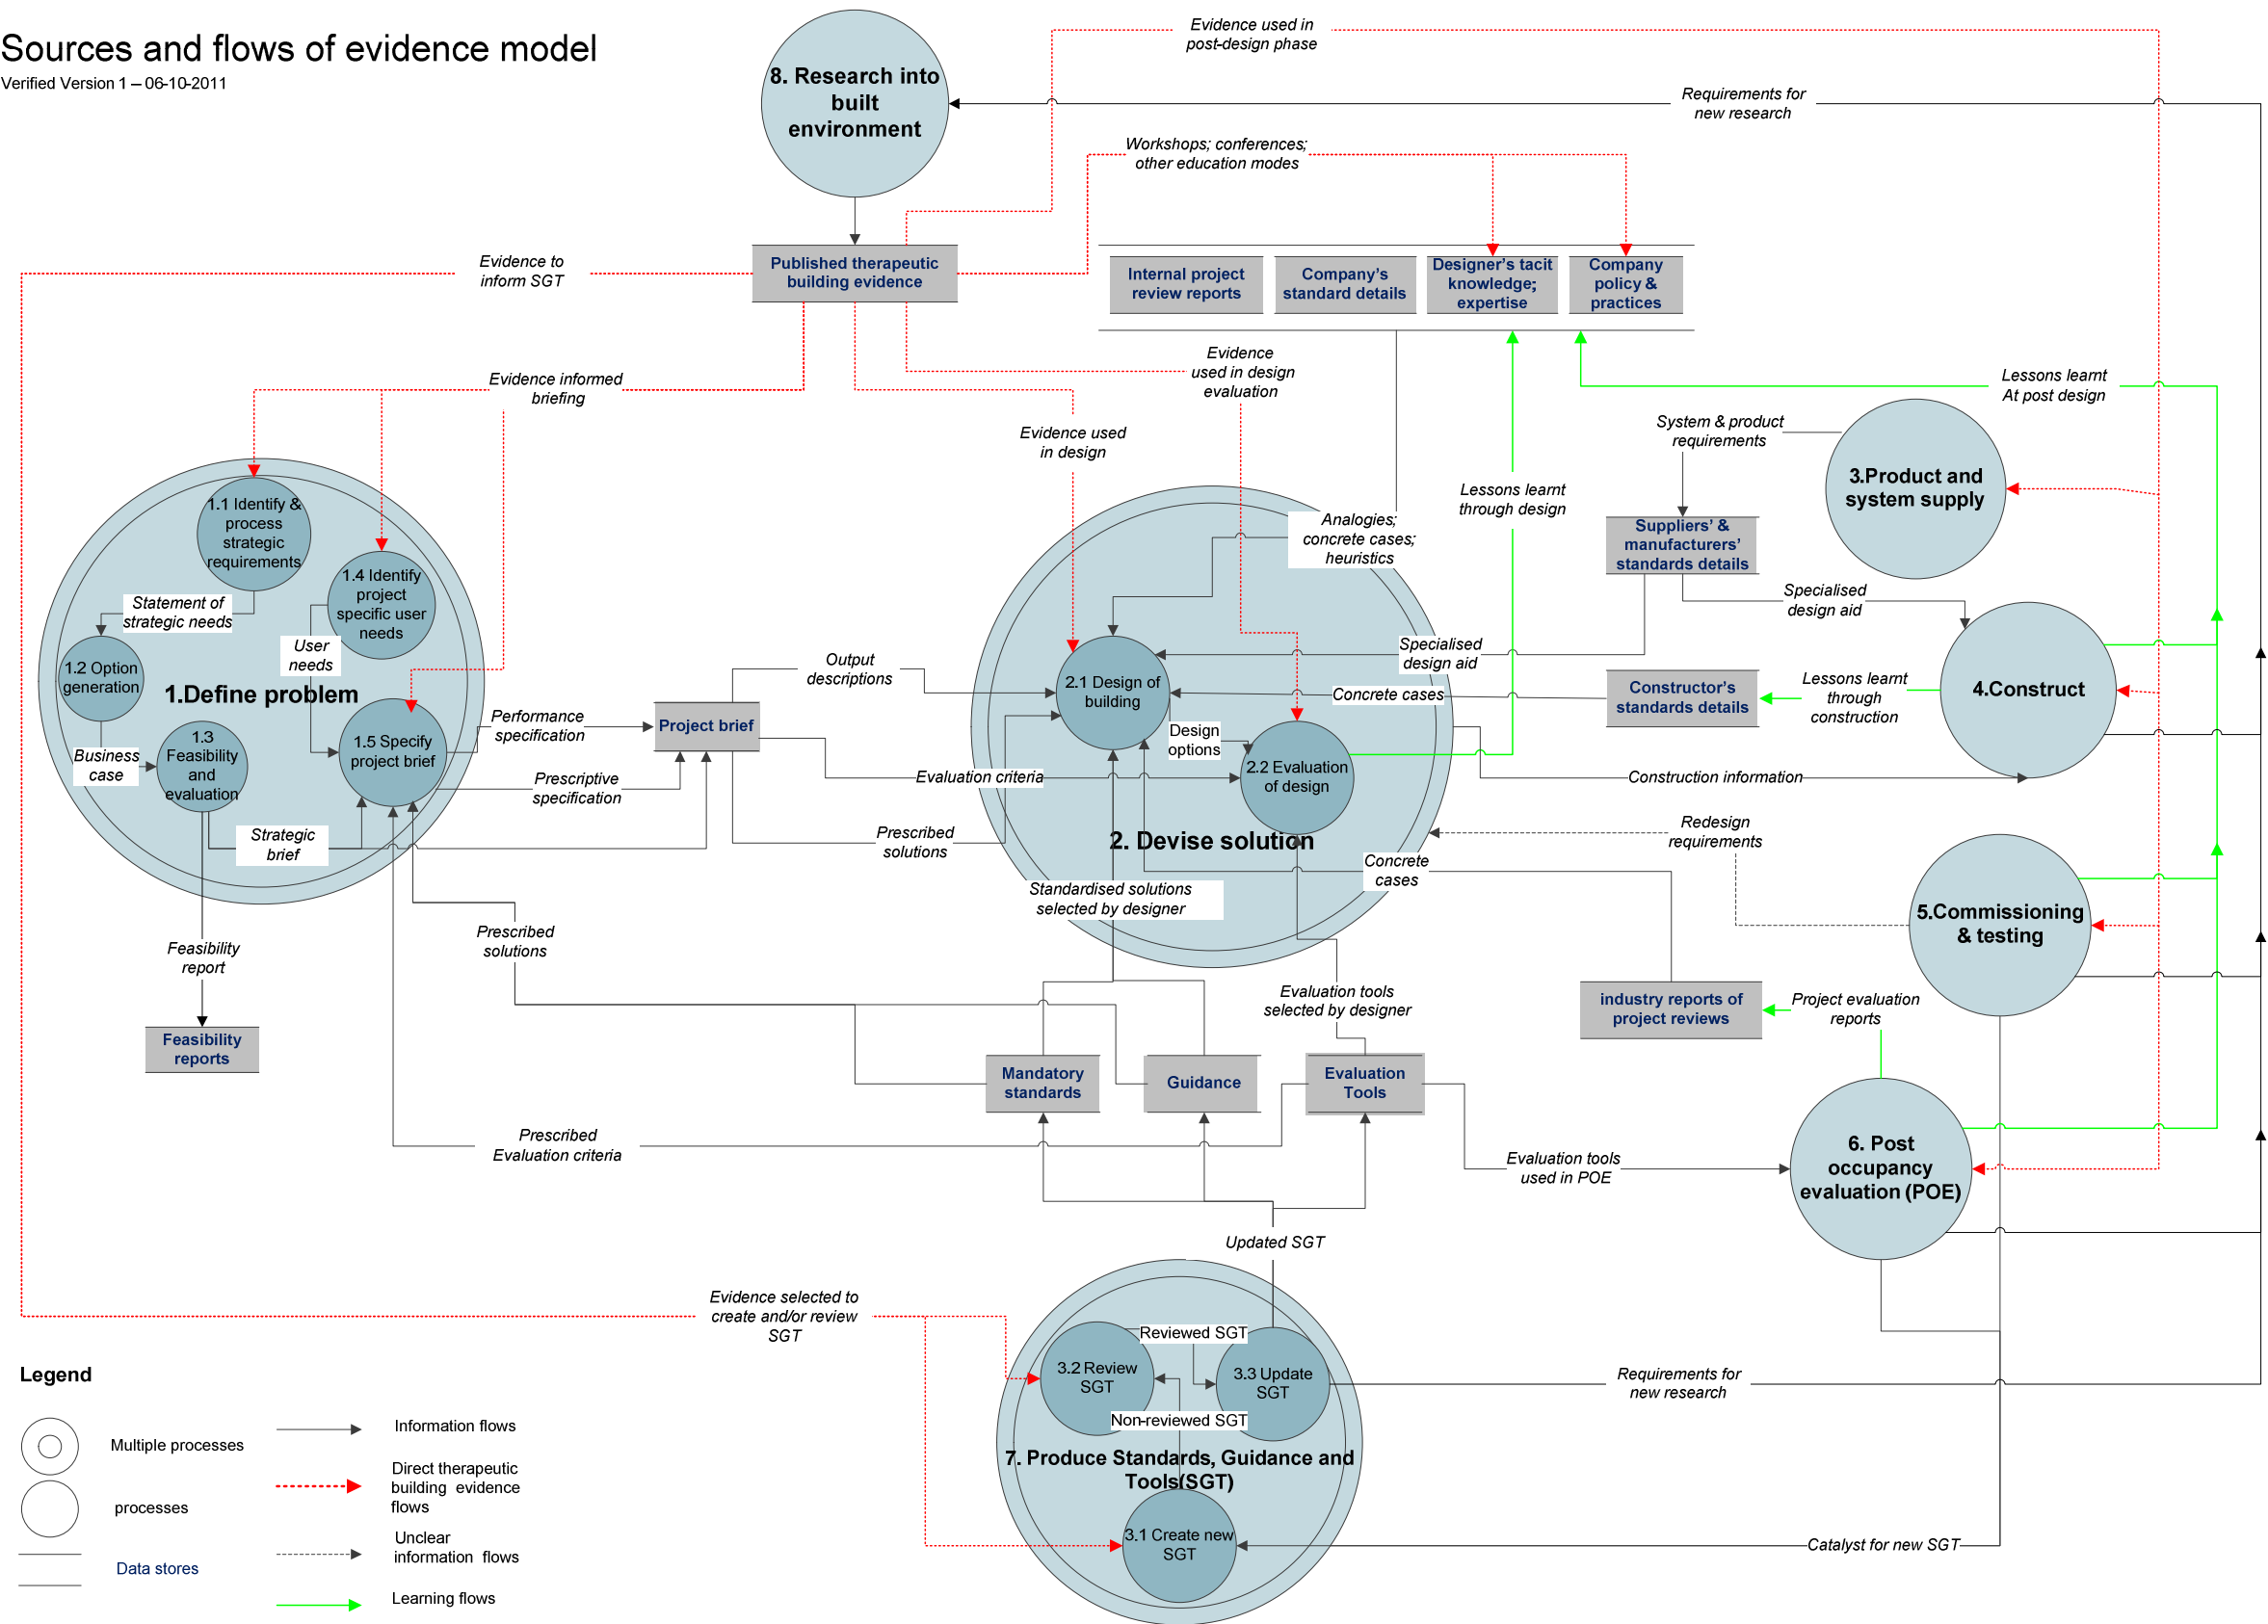 Sources and flows of evidence model
Verified Version 1 – 06-10-2011
8. Research into
built
environment
Evidence used in
post-design phase
Requirements for
new research
Workshops; conferences;
other education modes
Evidence to
inform SGT
Published therapeutic
building evidence
Internal project
review reports
Company's
standard details
Designer's tacit
knowledge;
expertise
Company
policy &
practices
Evidence informed
briefing
Evidence
used in design
evaluation
Evidence used
in design
Lessons learnt
At post design
System & product
requirements
3.Product and
system supply
Lessons learnt
through design
Suppliers' &
manufacturers'
standards details
Analogies;
concrete cases;
heuristics
1.1 Identify &
process
strategic
requirements
1.4 Identify
project
specific user
needs
Statement of
strategic needs
User
needs
1.2 Option
generation
1.Define problem
1.3
Feasibility
and
evaluation
Business
case
1.5 Specify
project brief
Performance
specification
Prescriptive
specification
Strategic
brief
Project brief
Output
descriptions
Evaluation criteria
Prescribed
solutions
2.1 Design of
building
Design
options
2.2 Evaluation
of design
2. Devise solution
Specialised
design aid
Specialised
design aid
Concrete cases
Constructor's
standards details
Lessons learnt
through
construction
4.Construct
Construction information
Redesign
requirements
Concrete
cases
Standardised solutions
selected by designer
5.Commissioning
& testing
Prescribed
solutions
Feasibility
report
Feasibility
reports
Evaluation tools
selected by designer
industry reports of
project reviews
Project evaluation
reports
Mandatory
standards
Guidance
Evaluation
Tools
Prescribed
Evaluation criteria
Evaluation tools
used in POE
6. Post
occupancy
evaluation (POE)
Updated SGT
Evidence selected to
create and/or review
SGT
Reviewed SGT
3.2 Review
SGT
3.3 Update
SGT
Non-reviewed SGT
7. Produce Standards, Guidance and
Tools(SGT)
3.1 Create new
SGT
Requirements for
new research
Catalyst for new SGT
Legend
Multiple processes
processes
Data stores
Information flows
Direct therapeutic
building evidence
flows
Unclear
information flows
Learning flows